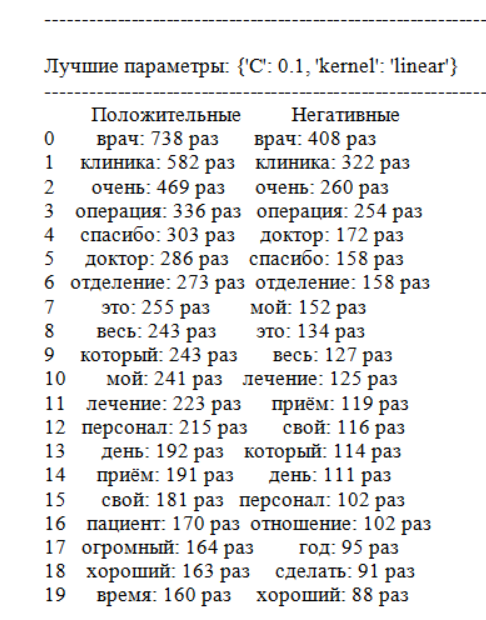 --------------------------------------------------------------
Лучшие параметры: {'C': 0.1, 'kernel': 'linear'}
--------------------------------------------------------------
Положительные Негативные
0 врач: 738 раз врач: 408 раз
1 клиника: 582 раз клиника: 322 раз
2 очень: 469 раз очень: 260 раз
3 операция: 336 раз операция: 254 раз
4 спасибо: 303 раз доктор: 172 раз
5 доктор: 286 раз спасибо: 158 раз
6 отделение: 273 раз отделение: 158 раз
7 это: 255 раз мой: 152 раз
8 весь: 243 раз это: 134 раз
9 который: 243 раз весь: 127 раз
10 мой: 241 раз лечение: 125 раз
11 лечение: 223 раз приём: 119 раз
12 персонал: 215 раз свой: 116 раз
13 день: 192 раз который: 114 раз
14 приём: 191 раз день: 111 раз
15 свой: 181 раз персонал: 102 раз
16 пациент: 170 раз отношение: 102 раз
17 огромный: 164 раз год: 95 раз
18 хороший: 163 раз сделать: 91 раз
19 время: 160 раз хороший: 88 раз